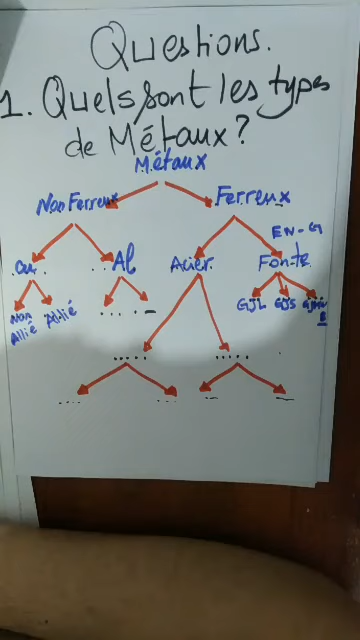 Questions.
1. Quels sont les types
de Métaux?
Métaux
Non Ferreux Ferreux
EN-G
Cu Al Acier Fonte
GJL GJS GJMW
B
Non
Allié Allié